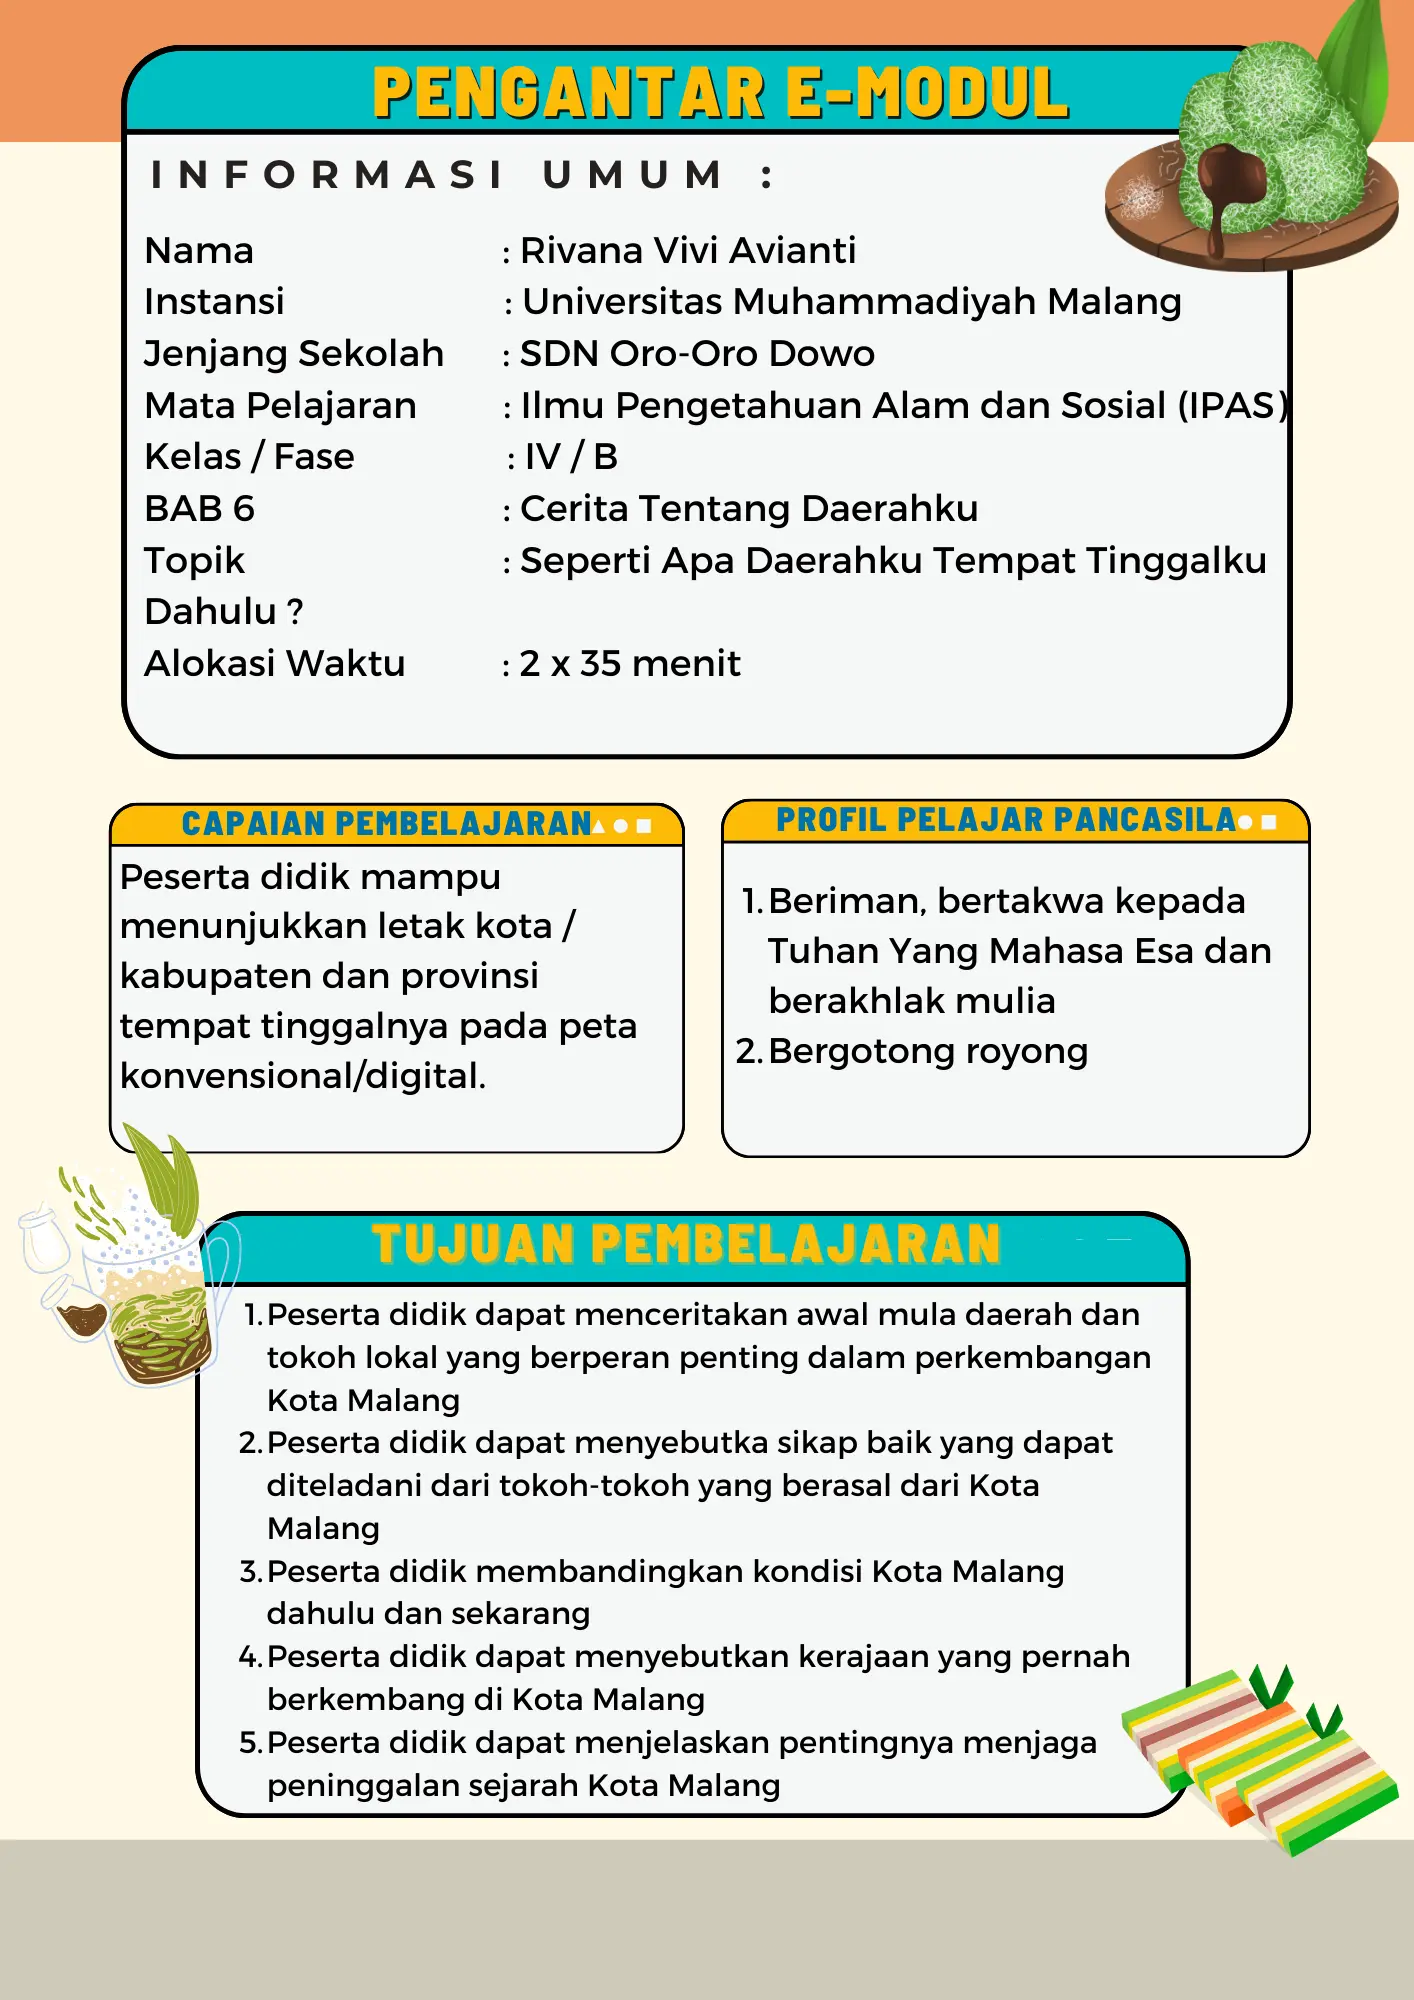 PENGANTAR E-MODUL
INFORMASI UMUM :
Nama : Rivana Vivi Avianti
Instansi : Universitas Muhammadiyah Malang
Jenjang Sekolah : SDN Oro-Oro Dowo
Mata Pelajaran : Ilmu Pengetahuan Alam dan Sosial (IPAS)
Kelas / Fase : IV / B
BAB 6 : Cerita Tentang Daerahku
Topik : Seperti Apa Daerahku Tempat Tinggalku
Dahulu ?
Alokasi Waktu : 2 x 35 menit
CAPAIAN PEMBELAJARAN
Peserta didik mampu
menunjukkan letak kota /
kabupaten dan provinsi
tempat tinggalnya pada peta
konvensional/digital.
PROFIL PELAJAR PANCASILA
1. Beriman, bertakwa kepada
Tuhan Yang Mahasa Esa dan
berakhlak mulia
2. Bergotong royong
TUJUAN PEMBELAJARAN
1. Peserta didik dapat menceritakan awal mula daerah dan
tokoh lokal yang berperan penting dalam perkembangan
Kota Malang
2. Peserta didik dapat menyebutka sikap baik yang dapat
diteladani dari tokoh-tokoh yang berasal dari Kota
Malang
3. Peserta didik membandingkan kondisi Kota Malang
dahulu dan sekarang
4. Peserta didik dapat menyebutkan kerajaan yang pernah
berkembang di Kota Malang
5. Peserta didik dapat menjelaskan pentingnya menjaga
peninggalan sejarah Kota Malang